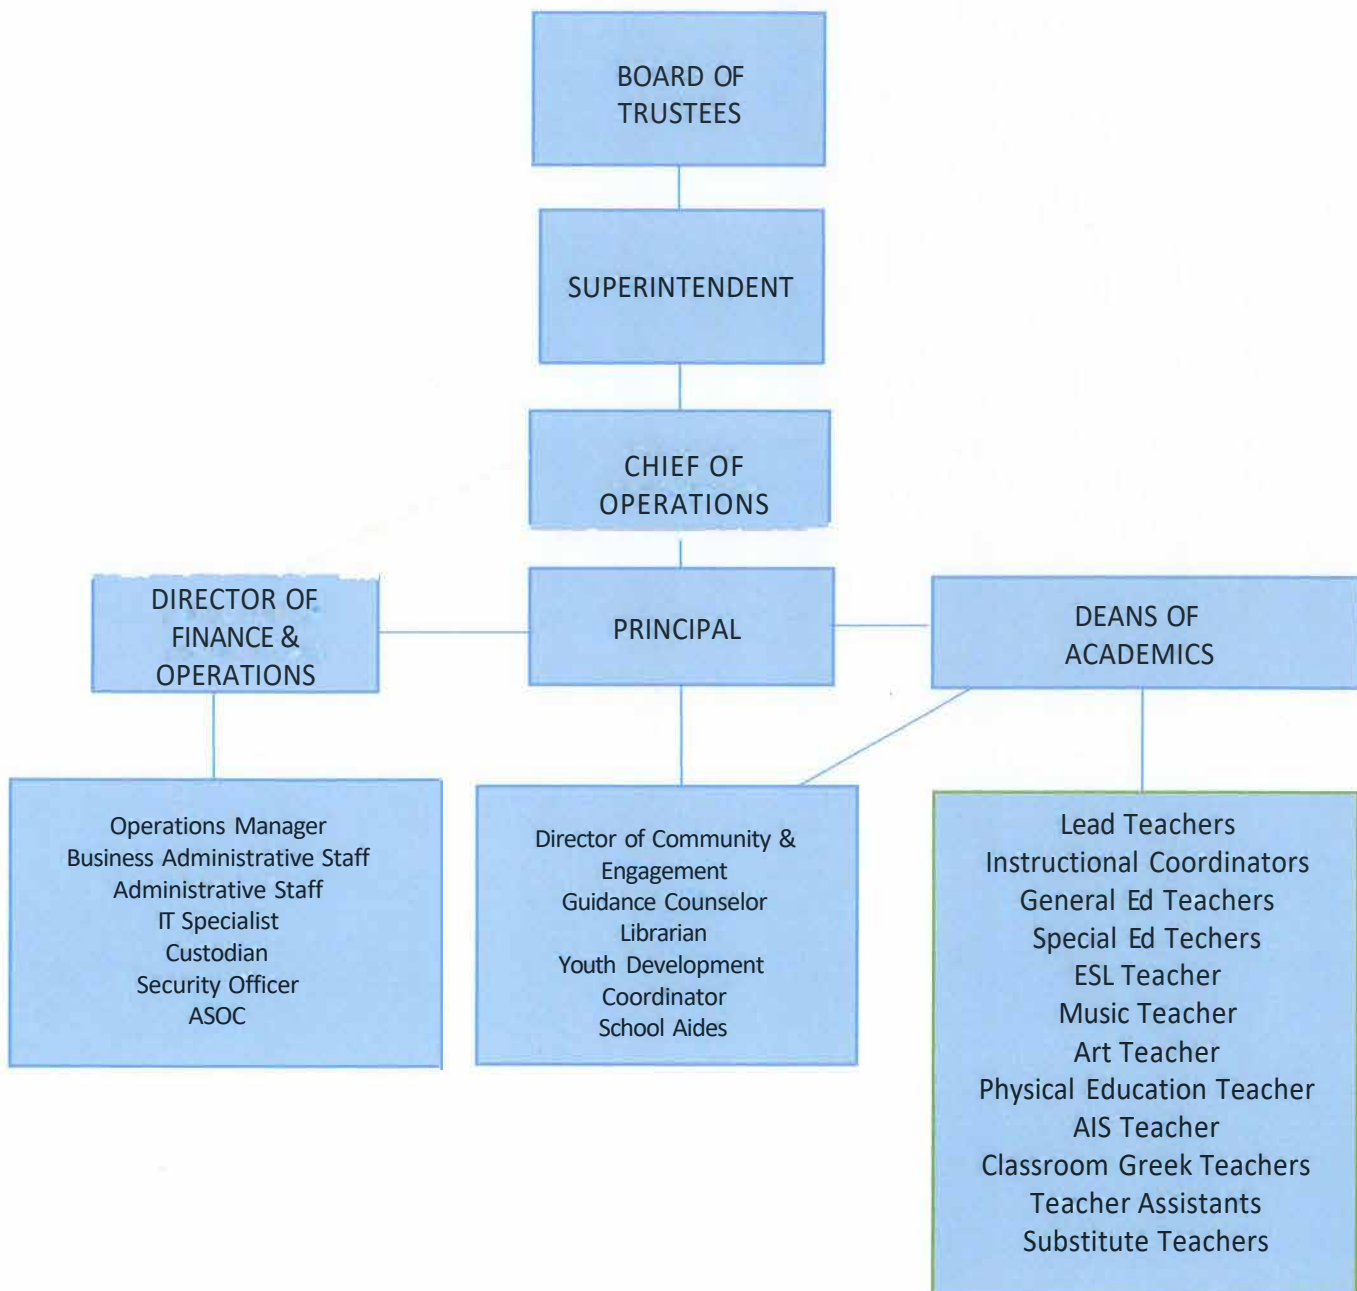 BOARD OF
TRUSTEES
SUPERINTENDENT
CHIEF OF
OPERATIONS
DIRECTOR OF
FINANCE &
OPERATIONS
PRINCIPAL
DEANS OF
ACADEMICS
Operations Manager
Business Administrative Staff
Administrative Staff
IT Specialist
Custodian
Security Officer
ASOC
Director of Community &
Engagement
Guidance Counselor
Librarian
Youth Development
Coordinator
School Aides
Lead Teachers
Instructional Coordinators
General Ed Teachers
Special Ed Techers
ESL Teacher
Music Teacher
Art Teacher
Physical Education Teacher
AIS Teacher
Classroom Greek Teachers
Teacher Assistants
Substitute Teachers